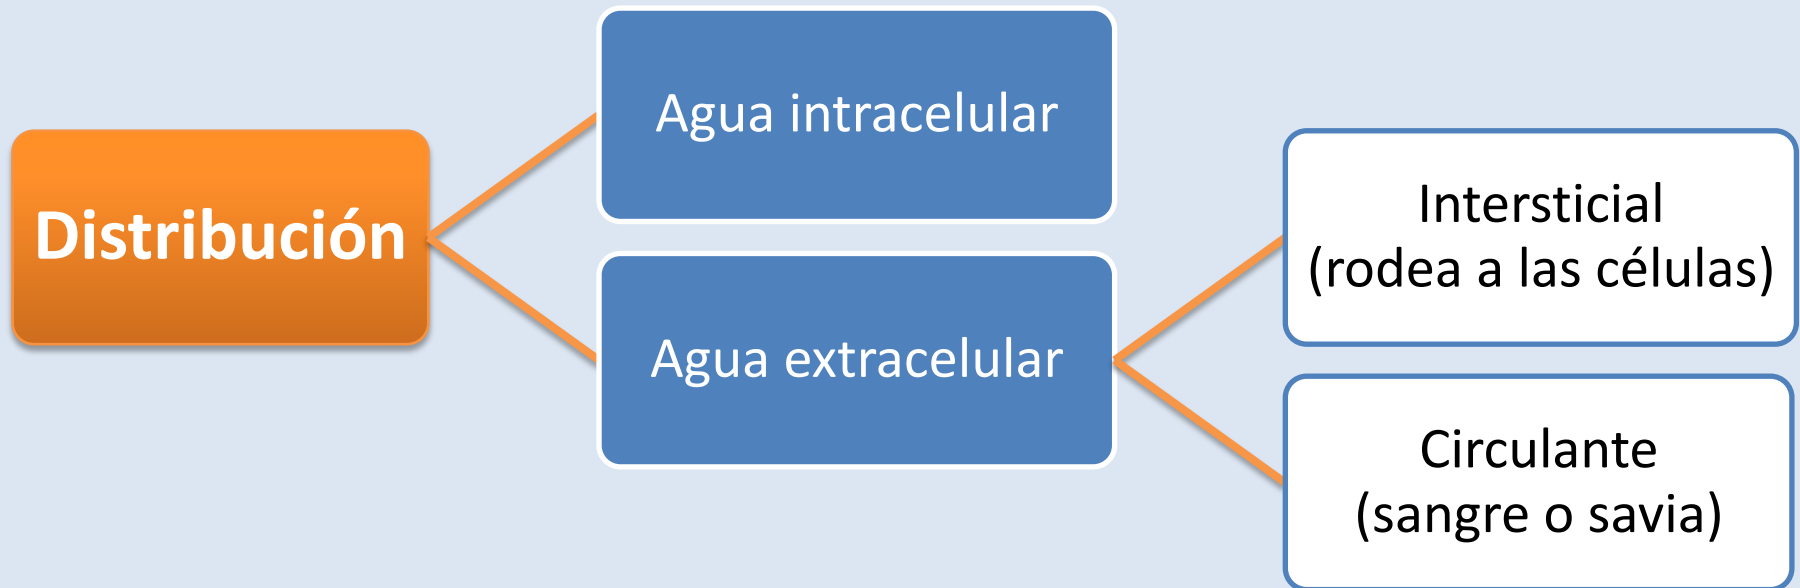 Distribución
Agua intracelular
Agua extracelular
Intersticial
(rodea a las células)
Circulante
(sangre o savia)